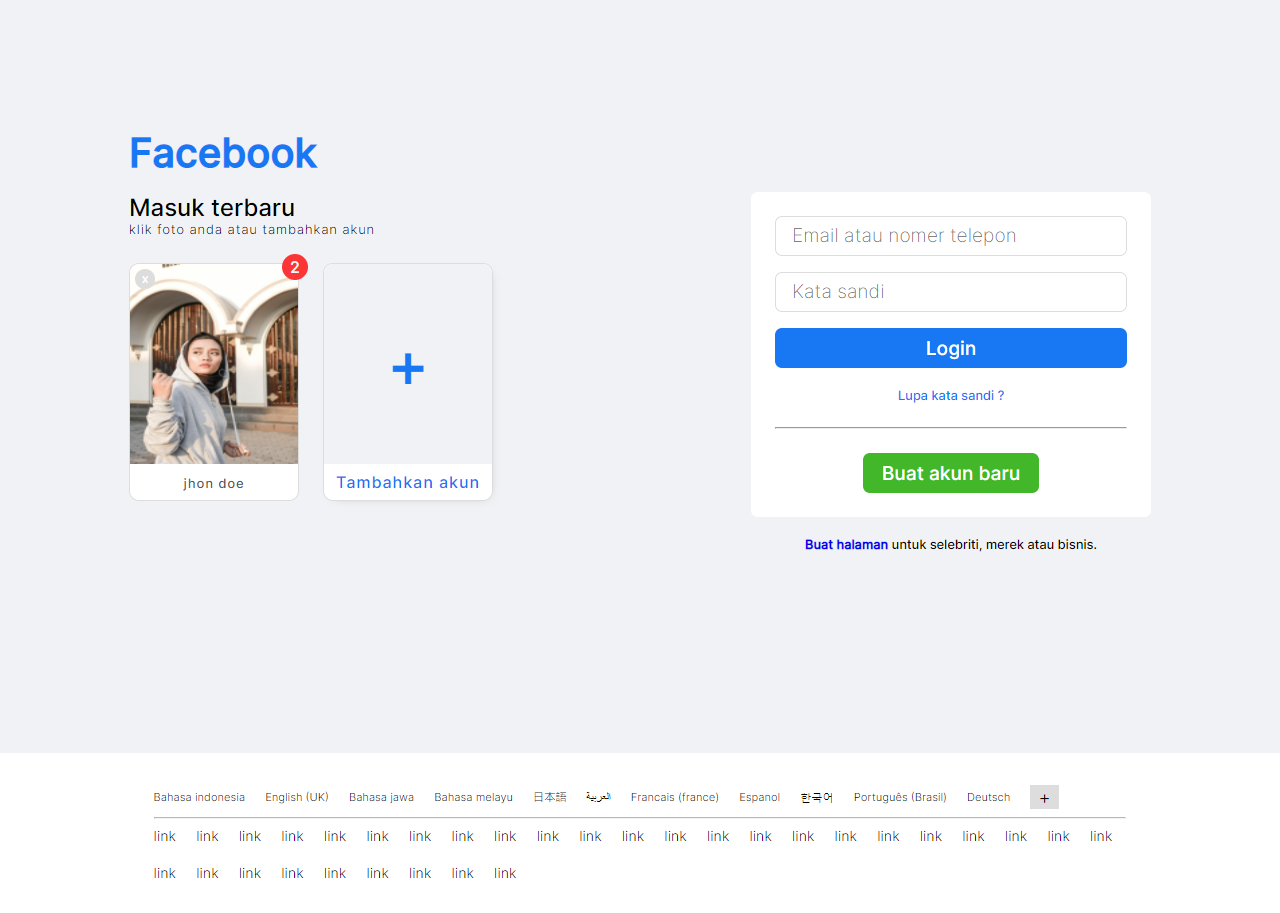 Facebook
Masuk terbaru
klik foto anda atau tambahkan akun
x
2
jhon doe
+
Tambahkan akun
Email atau nomer telepon
Kata sandi
Login
Lupa kata sandi ?
Buat akun baru
Buat halaman untuk selebriti, merek atau bisnis.
Bahasa indonesia English (UK) Bahasa jawa Bahasa melayu 日本語 العربية Francais (france) Espanol 한국어 Português (Brasil) Deutsch +
link link link link link link link link link link link link link link link link link link link link link link link
link link link link link link link link link